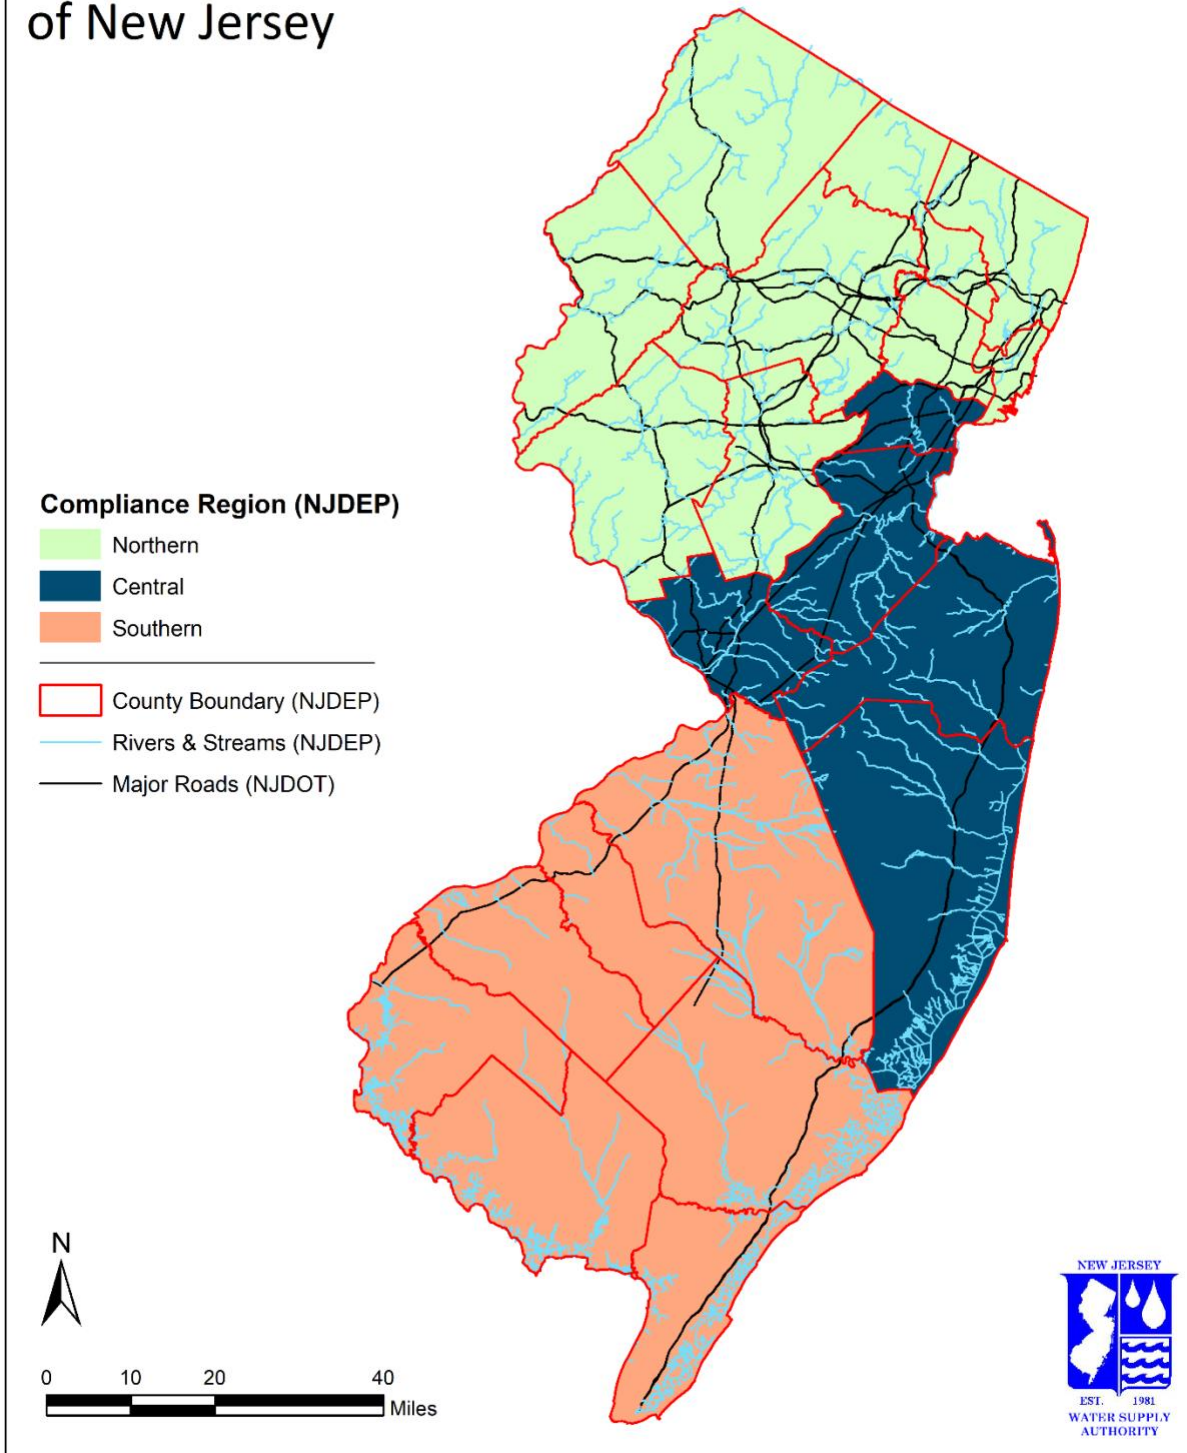 of New Jersey
Compliance Region (NJDEP)
Northern
Central
Southern
County Boundary (NJDEP)
Rivers & Streams (NJDEP)
Major Roads (NJDOT)
N
0 10 20 40
Miles
NEW JERSEY
EST. 1981
WATER SUPPLY
AUTHORITY